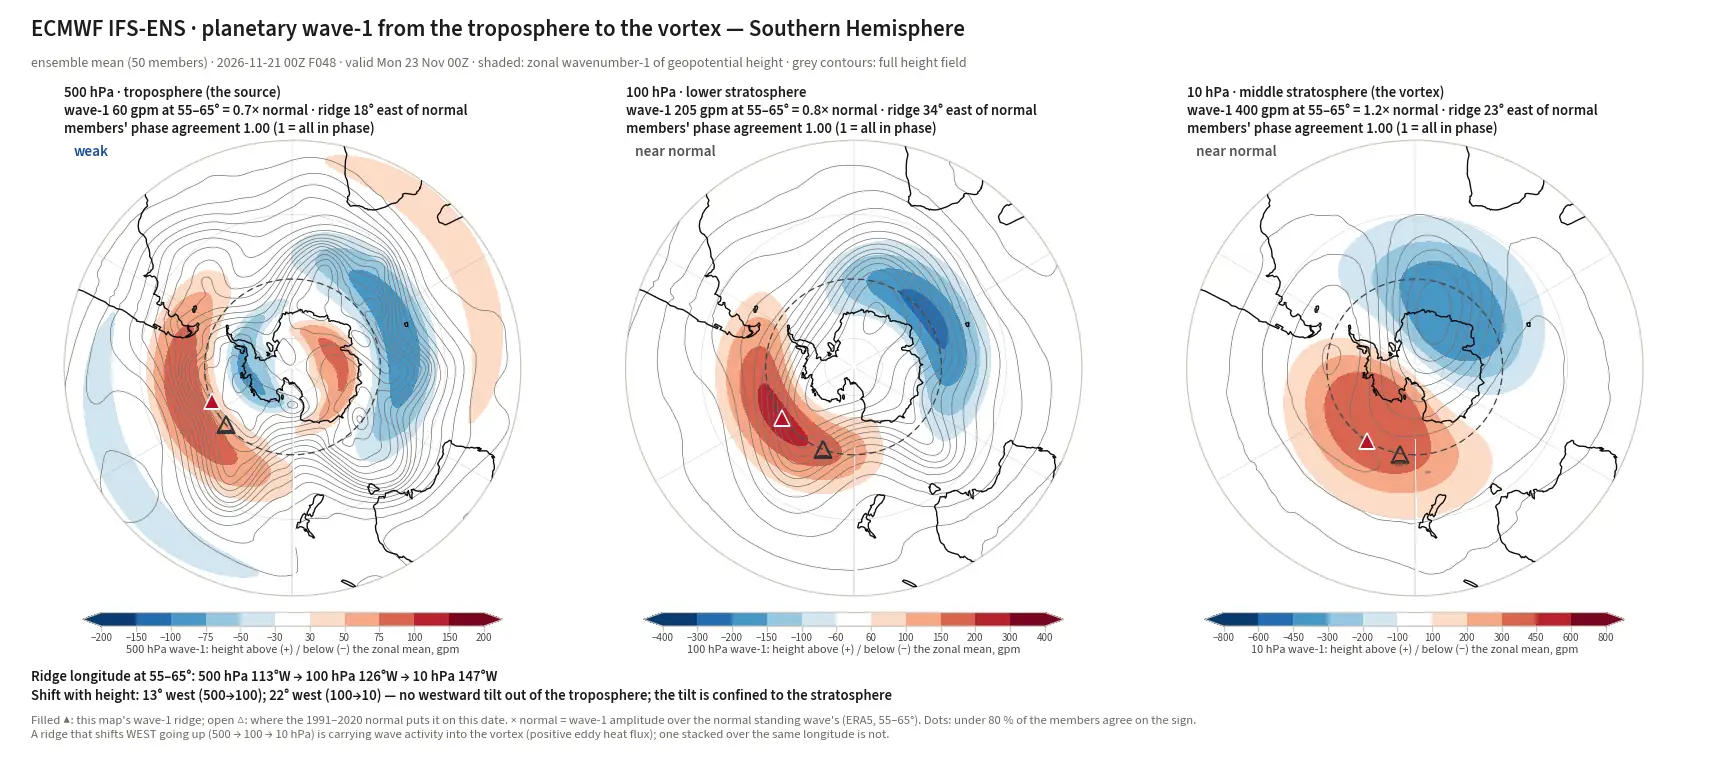 ECMWF IFS-ENS · planetary wave-1 from the troposphere to the vortex — Southern Hemisphere
ensemble mean (50 members) · 2026-11-21 00Z F048 · valid Mon 23 Nov 00Z · shaded: zonal wavenumber-1 of geopotential height · grey contours: full height field
500 hPa · troposphere (the source)
wave-1 60 gpm at 55–65° = 0.7× normal · ridge 18° east of normal
members' phase agreement 1.00 (1 = all in phase)
weak
100 hPa · lower stratosphere
wave-1 205 gpm at 55–65° = 0.8× normal · ridge 34° east of normal
members' phase agreement 1.00 (1 = all in phase)
near normal
10 hPa · middle stratosphere (the vortex)
wave-1 400 gpm at 55–65° = 1.2× normal · ridge 23° east of normal
members' phase agreement 1.00 (1 = all in phase)
near normal
−200 −150 −100 −75 −50 −30 30 50 75 100 150 200
500 hPa wave-1: height above (+) / below (−) the zonal mean, gpm
−400 −300 −200 −150 −100 −60 60 100 150 200 300 400
100 hPa wave-1: height above (+) / below (−) the zonal mean, gpm
−800 −600 −450 −300 −200 −100 100 200 300 450 600 800
10 hPa wave-1: height above (+) / below (−) the zonal mean, gpm
Ridge longitude at 55–65°: 500 hPa 113°W → 100 hPa 126°W → 10 hPa 147°W
Shift with height: 13° west (500→100); 22° west (100→10) — no westward tilt out of the troposphere; the tilt is confined to the stratosphere
Filled ▲: this map's wave-1 ridge; open △: where the 1991–2020 normal puts it on this date. × normal = wave-1 amplitude over the normal standing wave's (ERA5, 55–65°). Dots: under 80 % of the members agree on the sign.
A ridge that shifts WEST going up (500 → 100 → 10 hPa) is carrying wave activity into the vortex (positive eddy heat flux); one stacked over the same longitude is not.